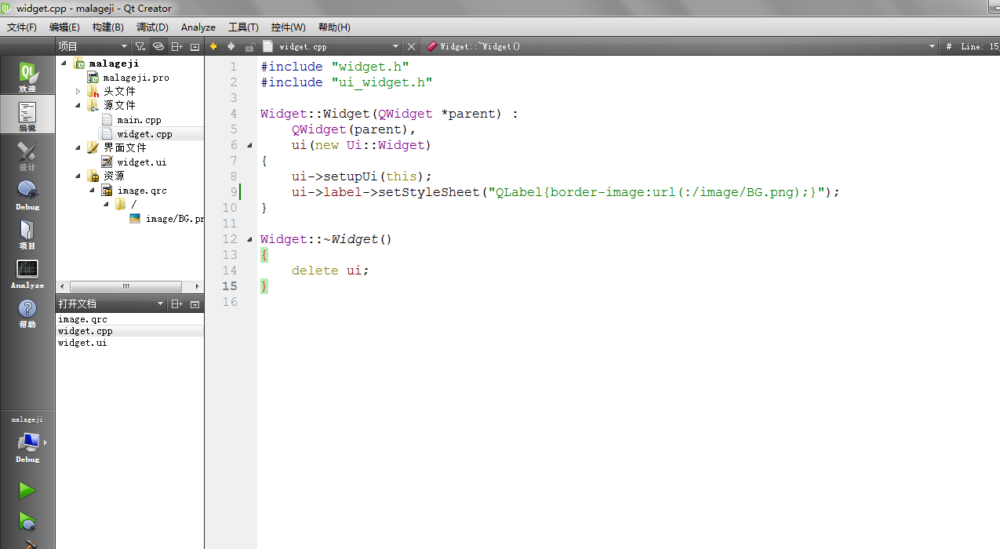 widget.cpp - malageji - Qt Creator
文件(F) 编辑(E) 构建(B) 调试(D) Analyze 工具(T) 控件(W) 帮助(H)
项目 widget.cpp Widget::~Widget() # Line: 15
欢迎
编辑
设计
Debug
项目
Analyze
帮助
malageji
Debug
malageji
malageji.pro
头文件
源文件
main.cpp
widget.cpp
界面文件
widget.ui
资源
image.qrc
/
image/BG.pr
打开文档
image.qrc
widget.cpp
widget.ui
1 #include "widget.h"
2 #include "ui_widget.h"
3
4 Widget::Widget(QWidget *parent) :
5 QWidget(parent),
6 ui(new Ui::Widget)
7 {
8 ui->setupUi(this);
9 ui->label->setStyleSheet("QLabel{border-image:url(:/image/BG.png);}");
10 }
11
12 Widget::~Widget()
13 {
14 delete ui;
15 }
16